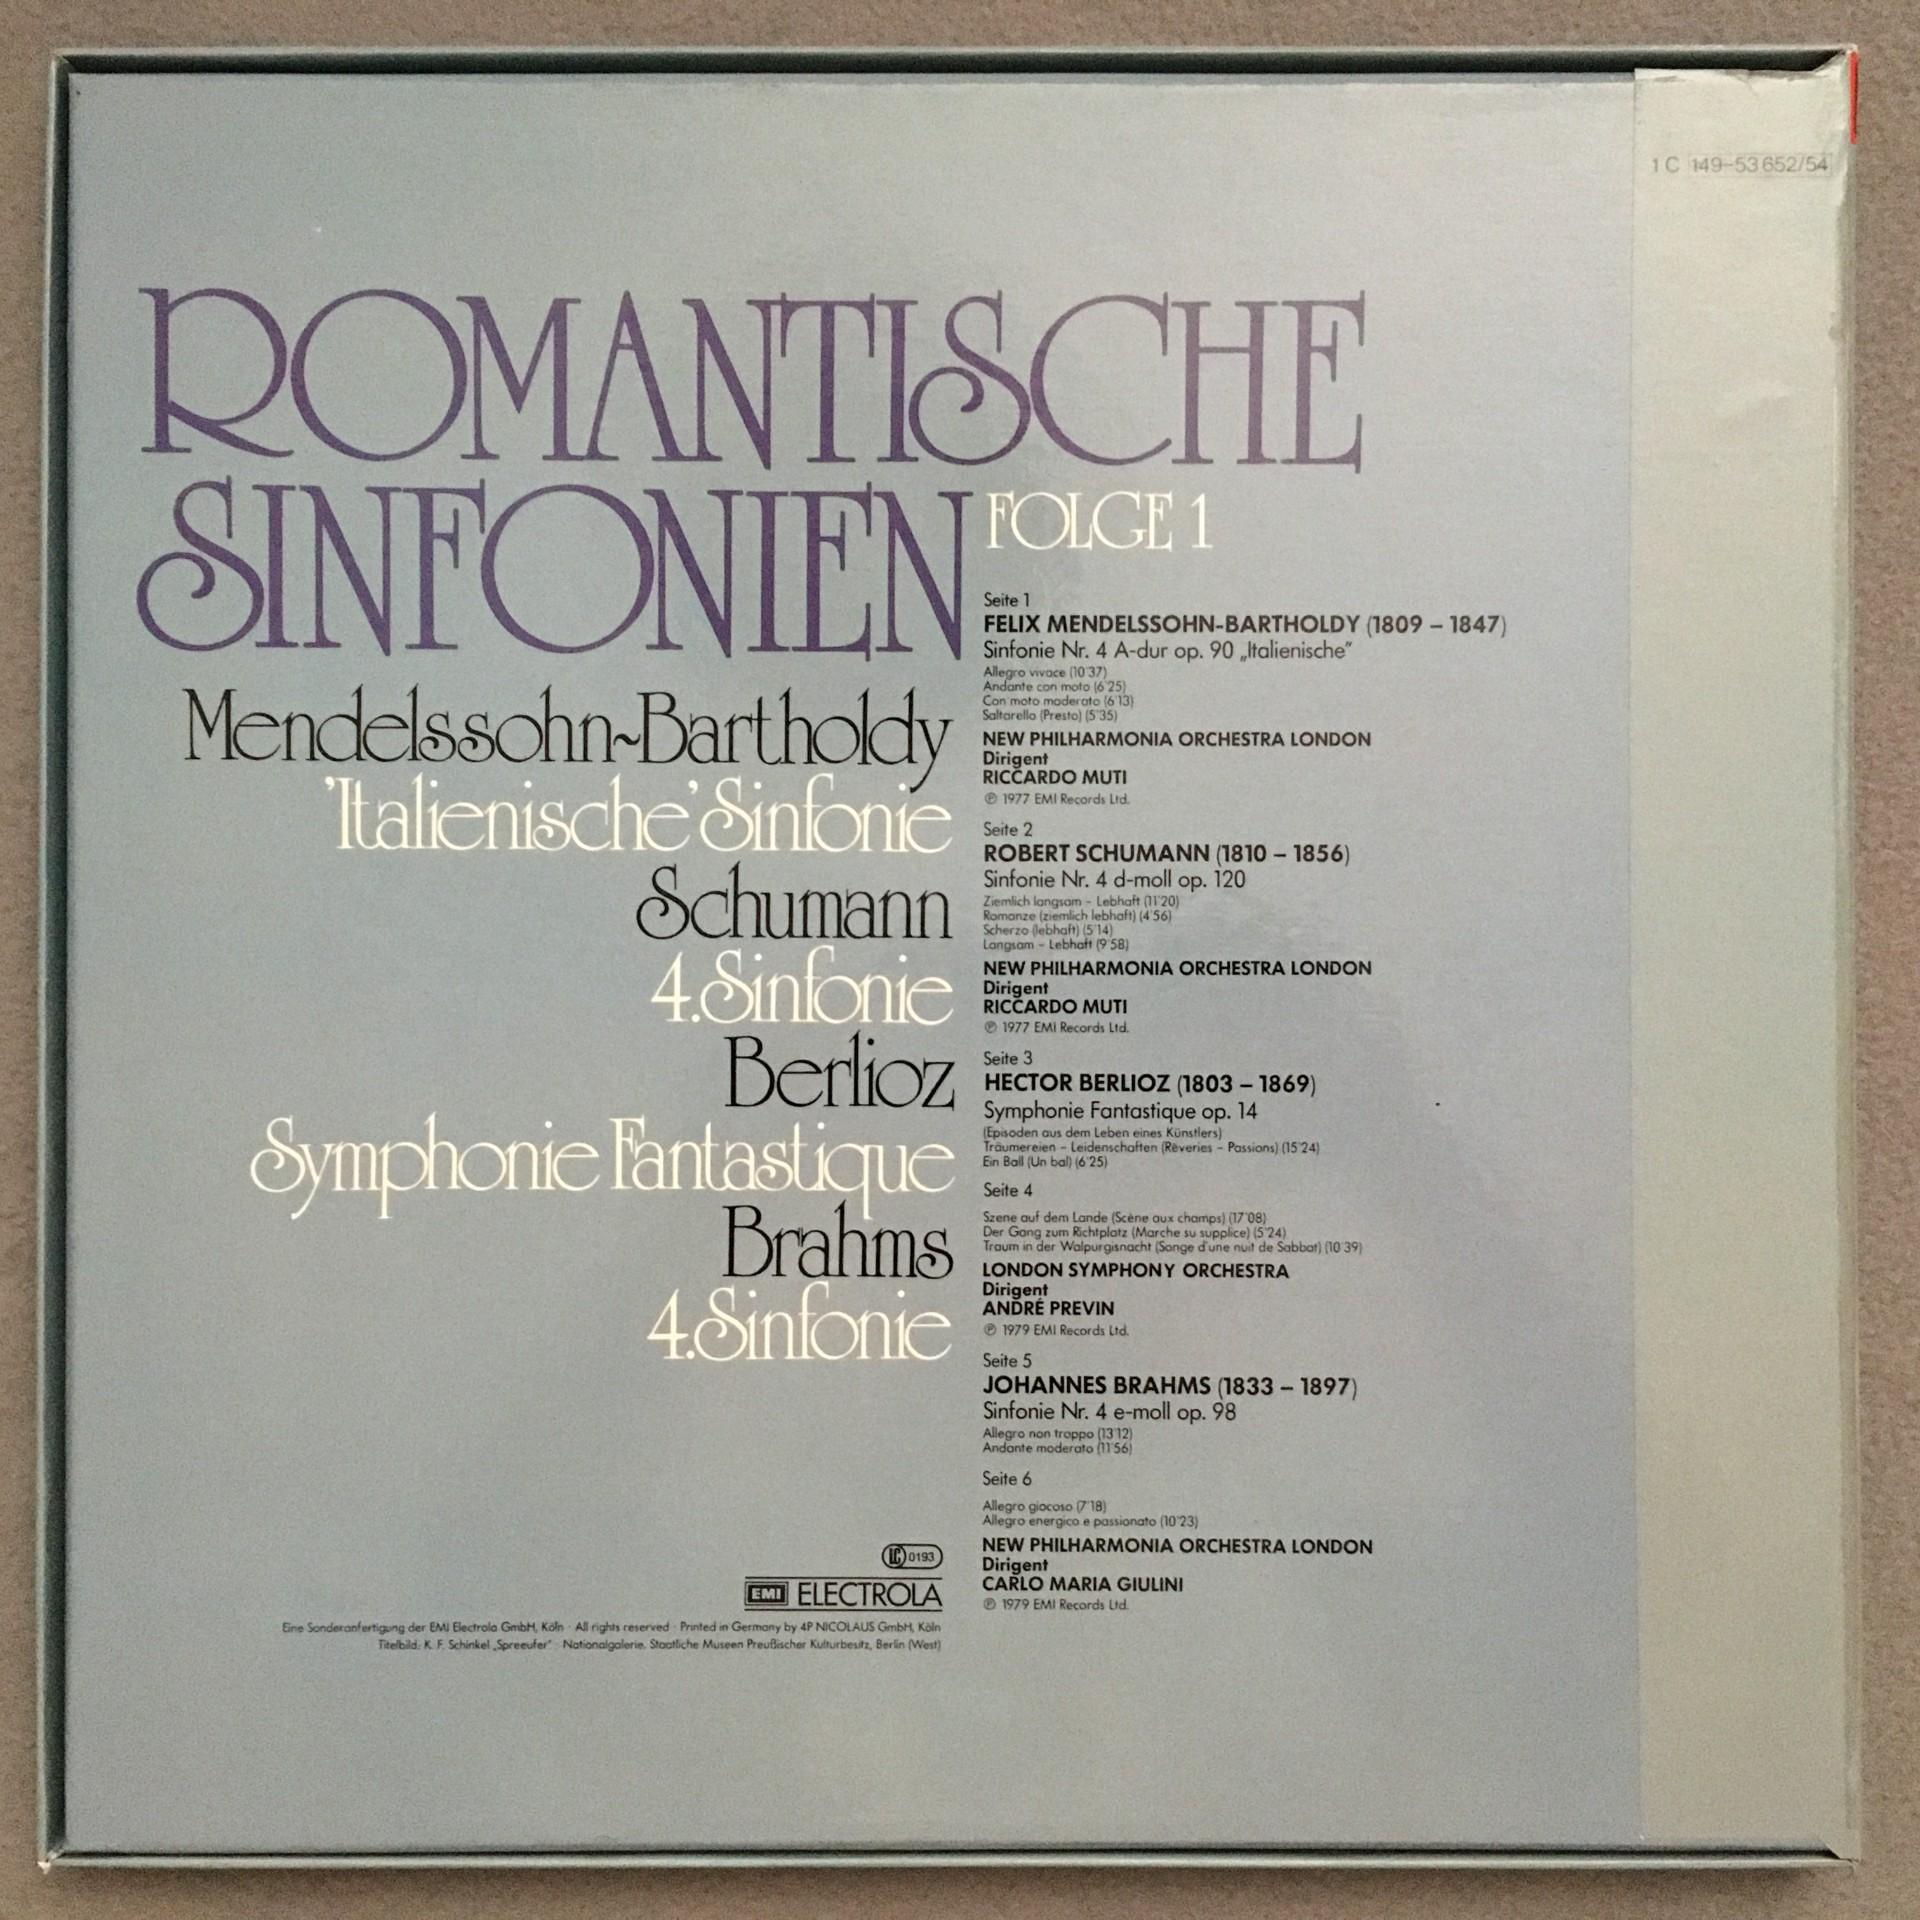 1 C 149-53652/54
ROMANTISCHE
SINFONIEN
FOLGE 1
Mendelssohn-Bartholdy
'Italienische' Sinfonie
Schumann
4. Sinfonie
Berlioz
Symphonie Fantastique
Brahms
4. Sinfonie
LC 0193
EMI ELECTROLA
Eine Sonderanfertigung der EMI Electrola GmbH, Köln · All rights reserved · Printed in Germany by 4P NICOLAUS GmbH, Köln
Titelbild: K. F. Schinkel „Spreeufer“ · Nationalgalerie, Staatliche Museen Preußischer Kulturbesitz, Berlin (West)
Seite 1
FELIX MENDELSSOHN-BARTHOLDY (1809 – 1847)
Sinfonie Nr. 4 A-dur op. 90 „Italienische“
Allegro vivace (10'37)
Andante con moto (6'25)
Con moto moderato (6'13)
Saltarello (Presto) (5'35)
NEW PHILHARMONIA ORCHESTRA LONDON
Dirigent
RICCARDO MUTI
℗ 1977 EMI Records Ltd.
Seite 2
ROBERT SCHUMANN (1810 – 1856)
Sinfonie Nr. 4 d-moll op. 120
Ziemlich langsam – Lebhaft (11'20)
Romanze (ziemlich lebhaft) (4'56)
Scherzo (lebhaft) (5'14)
Langsam – Lebhaft (9'58)
NEW PHILHARMONIA ORCHESTRA LONDON
Dirigent
RICCARDO MUTI
℗ 1977 EMI Records Ltd.
Seite 3
HECTOR BERLIOZ (1803 – 1869)
Symphonie Fantastique op. 14
(Episoden aus dem Leben eines Künstlers)
Träumereien – Leidenschaften (Rêveries – Passions) (15'24)
Ein Ball (Un bal) (6'25)
Seite 4
Szene auf dem Lande (Scène aux champs) (17'08)
Der Gang zum Richtplatz (Marche su supplice) (5'24)
Traum in der Walpurgisnacht (Songe d'une nuit de Sabbat) (10'39)
LONDON SYMPHONY ORCHESTRA
Dirigent
ANDRÉ PREVIN
℗ 1979 EMI Records Ltd.
Seite 5
JOHANNES BRAHMS (1833 – 1897)
Sinfonie Nr. 4 e-moll op. 98
Allegro non troppo (13'12)
Andante moderato (11'56)
Seite 6
Allegro giocoso (7'18)
Allegro energico e passionato (10'23)
NEW PHILHARMONIA ORCHESTRA LONDON
Dirigent
CARLO MARIA GIULINI
℗ 1979 EMI Records Ltd.